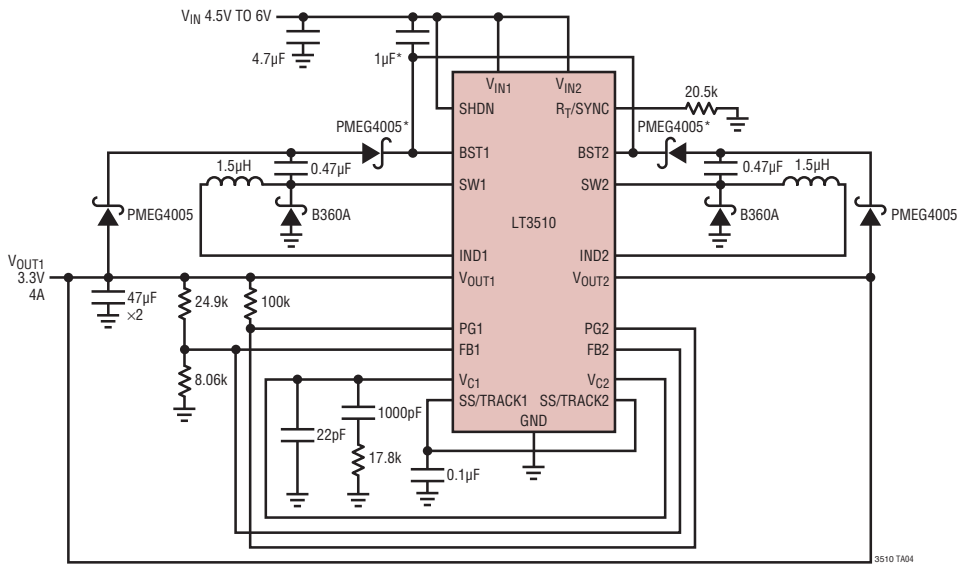 VIN 4.5V TO 6V
4.7µF
1µF*
VIN1
VIN2
SHDN
RT/SYNC
20.5k
PMEG4005*
PMEG4005*
BST1
BST2
0.47µF
0.47µF
1.5µH
1.5µH
SW1
SW2
PMEG4005
B360A
LT3510
B360A
PMEG4005
IND1
IND2
VOUT1
3.3V
4A
VOUT1
VOUT2
47µF
×2
24.9k
100k
PG1
PG2
FB1
FB2
8.06k
VC1
VC2
SS/TRACK1
SS/TRACK2
1000pF
GND
22pF
17.8k
0.1µF
3510 TA04